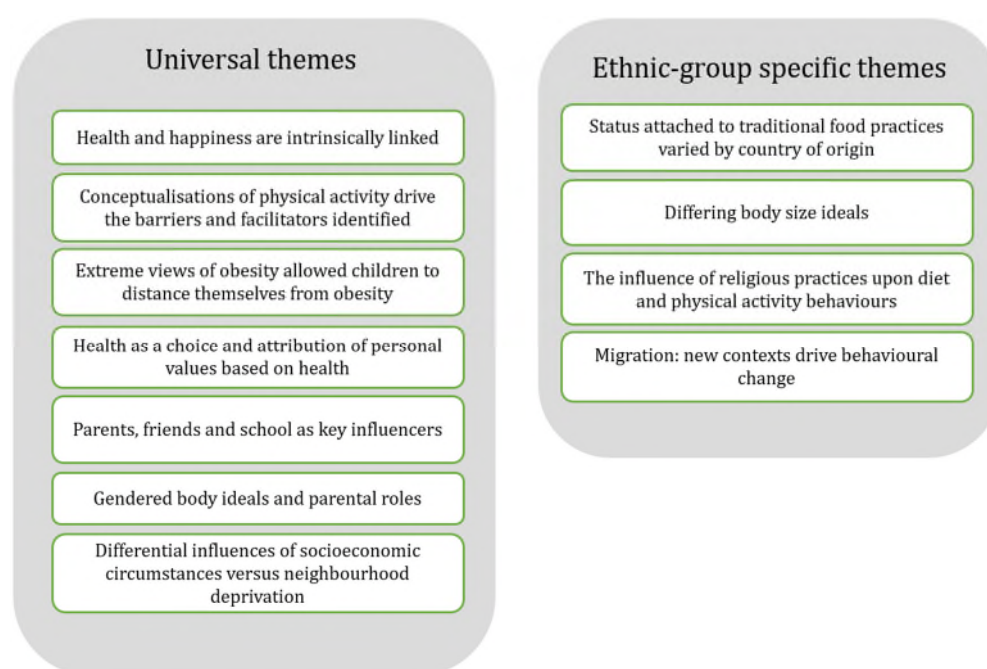 Universal themes
Health and happiness are intrinsically linked
Conceptualisations of physical activity drive
the barriers and facilitators identified
Extreme views of obesity allowed children to
distance themselves from obesity
Health as a choice and attribution of personal
values based on health
Parents, friends and school as key influencers
Gendered body ideals and parental roles
Differential influences of socioeconomic
circumstances versus neighbourhood
deprivation
Ethnic-group specific themes
Status attached to traditional food practices
varied by country of origin
Differing body size ideals
The influence of religious practices upon diet
and physical activity behaviours
Migration: new contexts drive behavioural
change